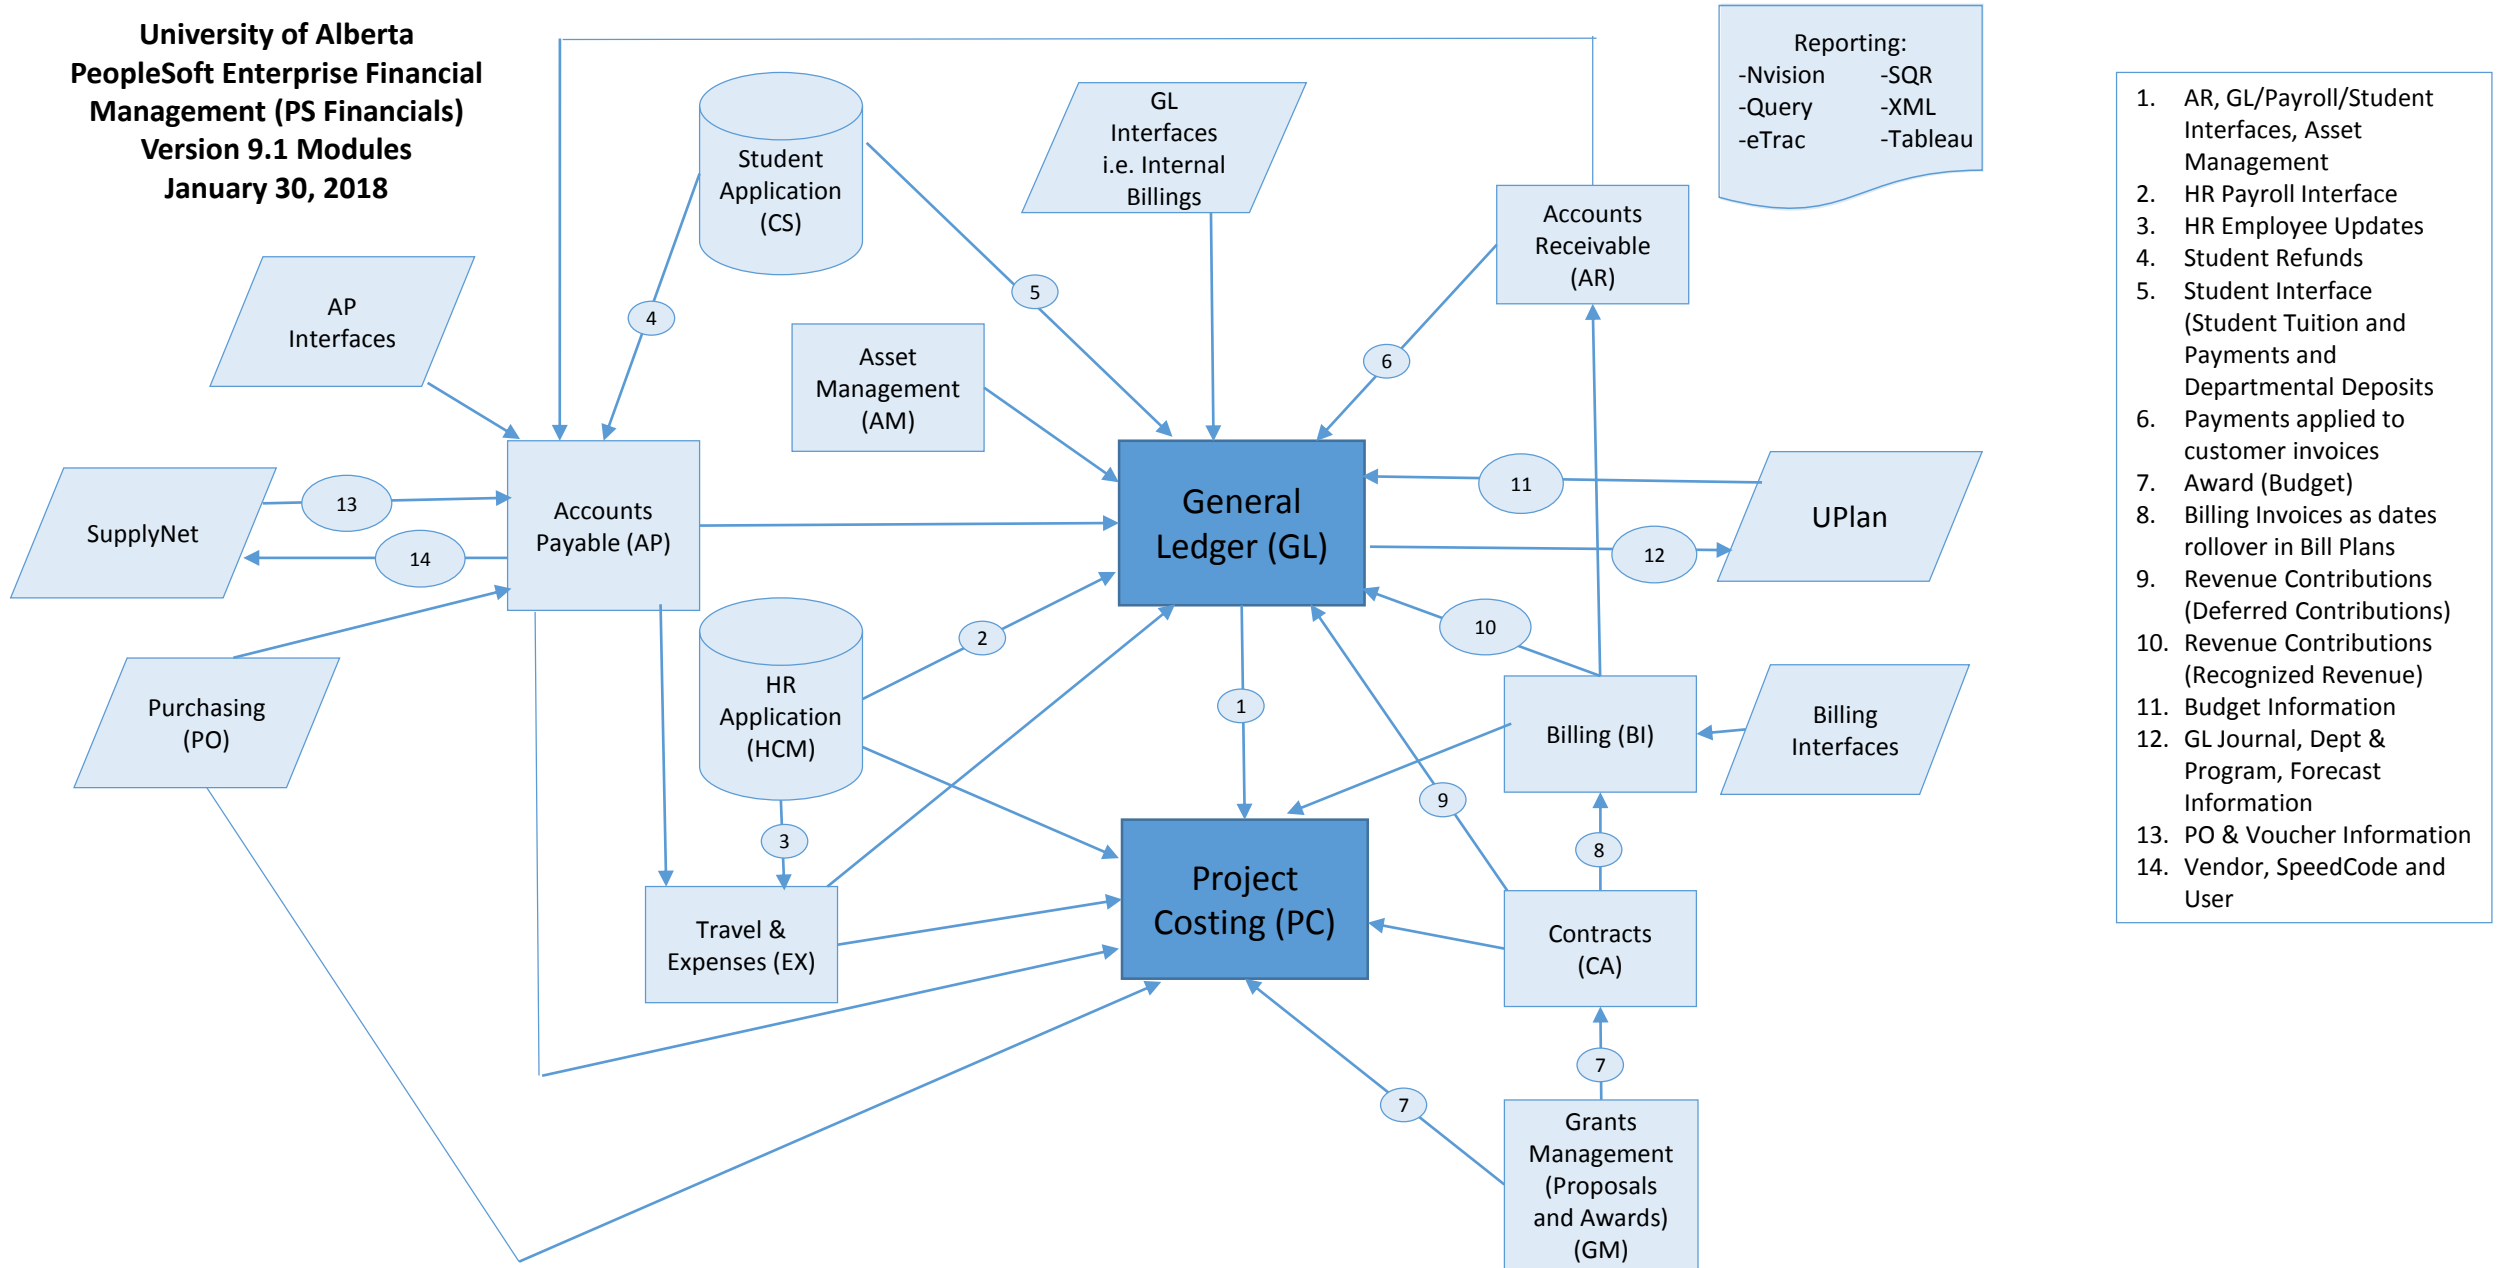 University of Alberta
PeopleSoft Enterprise Financial
Management (PS Financials)
Version 9.1 Modules
January 30, 2018
Reporting:
-Nvision -SQR
-Query -XML
-eTrac -Tableau
Student
Application
(CS)
GL
Interfaces
i.e. Internal
Billings
Accounts
Receivable
(AR)
AP
Interfaces
4
5
6
Asset
Management
(AM)
SupplyNet
13
14
Accounts
Payable (AP)
General
Ledger (GL)
11
12
UPlan
Purchasing
(PO)
HR
Application
(HCM)
2
10
1
3
9
8
Billing (BI)
Billing
Interfaces
Travel &
Expenses (EX)
Project
Costing (PC)
Contracts
(CA)
7
7
Grants
Management
(Proposals
and Awards)
(GM)
1. AR, GL/Payroll/Student
Interfaces, Asset
Management
2. HR Payroll Interface
3. HR Employee Updates
4. Student Refunds
5. Student Interface
(Student Tuition and
Payments and
Departmental Deposits
6. Payments applied to
customer invoices
7. Award (Budget)
8. Billing Invoices as dates
rollover in Bill Plans
9. Revenue Contributions
(Deferred Contributions)
10. Revenue Contributions
(Recognized Revenue)
11. Budget Information
12. GL Journal, Dept &
Program, Forecast
Information
13. PO & Voucher Information
14. Vendor, SpeedCode and
User